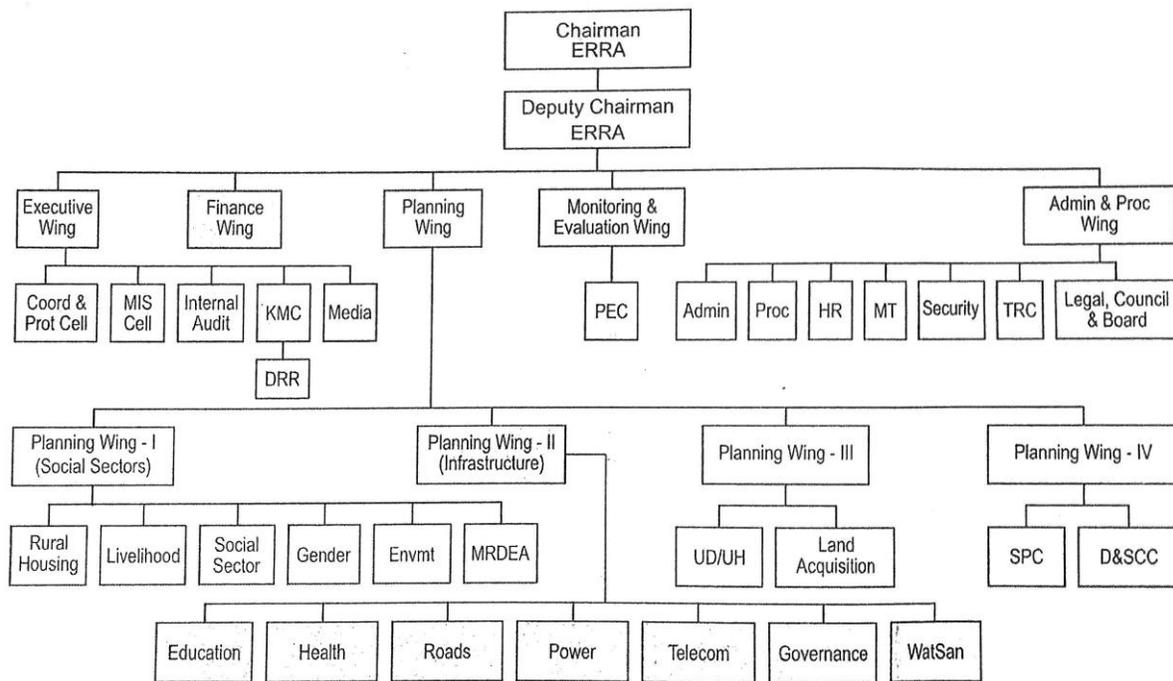 Chairman
ERRA
Deputy Chairman
ERRA
Executive
Wing
Finance
Wing
Planning
Wing
Monitoring &
Evaluation Wing
Admin & Proc
Wing
Coord &
Prot Cell
MIS
Cell
Internal
Audit
KMC
Media
PEC
Admin
Proc
HR
MT
Security
TRC
Legal, Council
& Board
DRR
Planning Wing - I
(Social Sectors)
Planning Wing - II
(Infrastructure)
Planning Wing - III
Planning Wing - IV
Rural
Housing
Livelihood
Social
Sector
Gender
Envmt
MRDEA
UD/UH
Land
Acquisition
SPC
D&SCC
Education
Health
Roads
Power
Telecom
Governance
WatSan